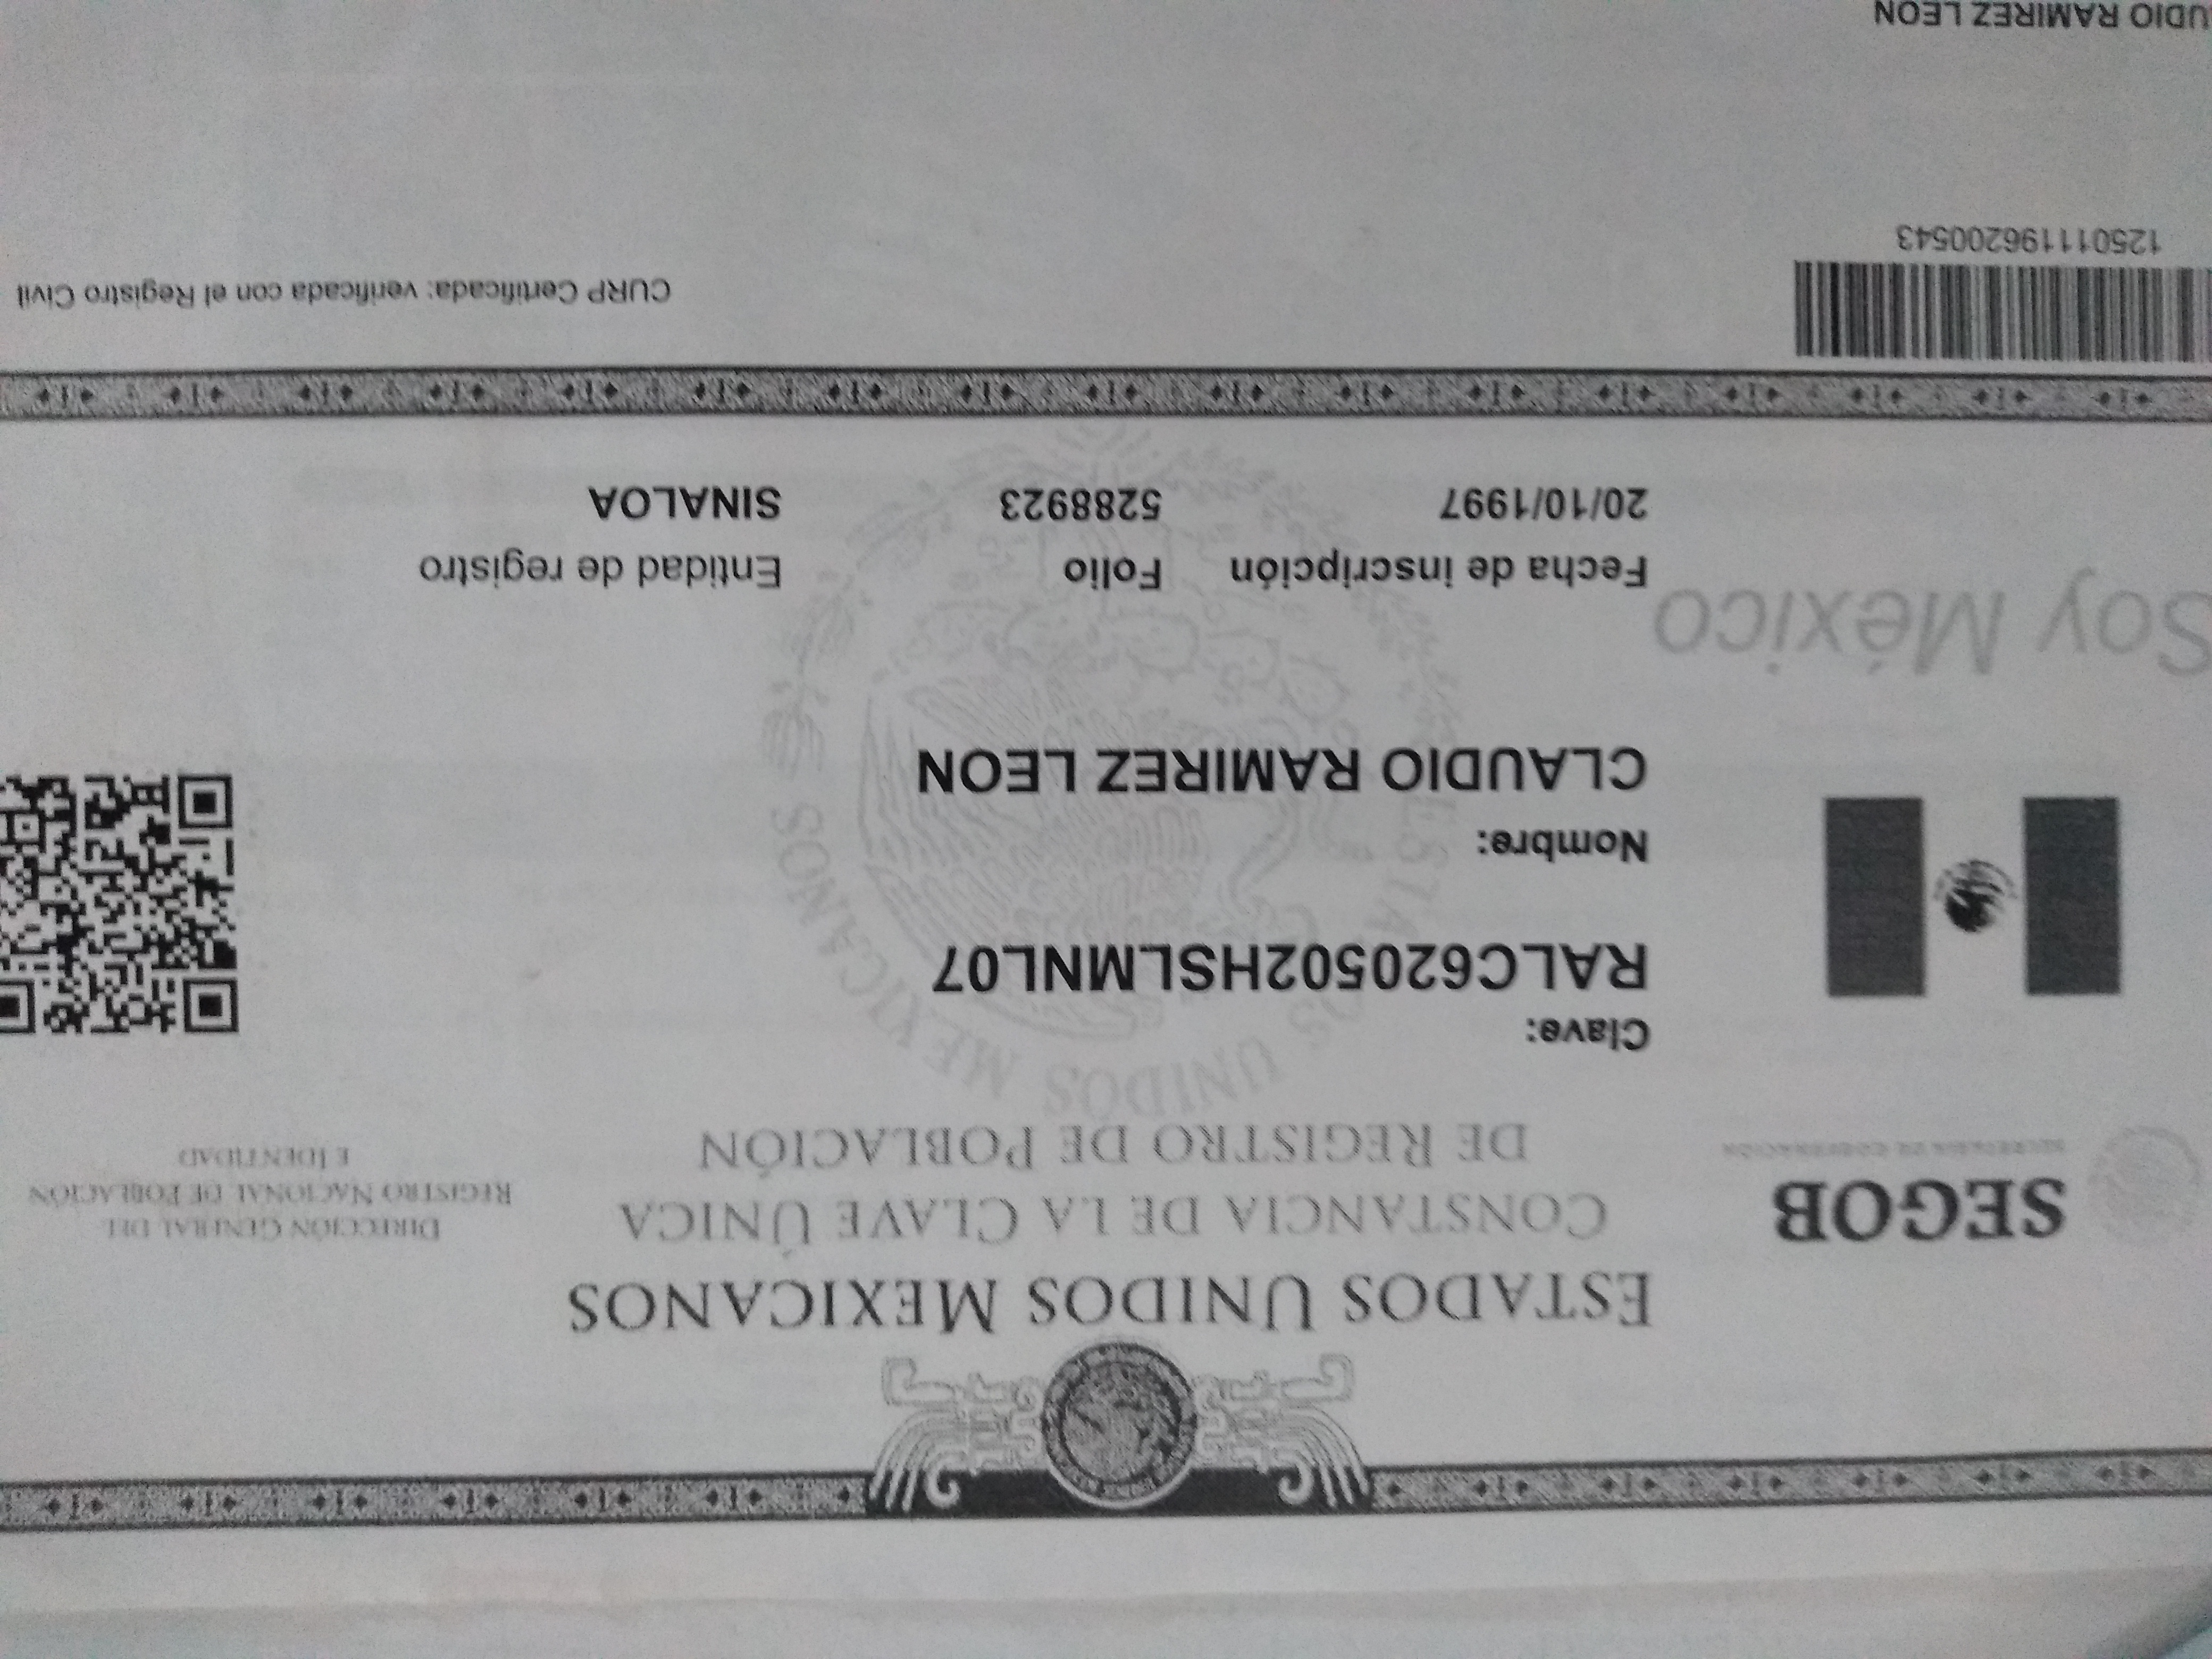 ESTADOS UNIDOS MEXICANOS
CONSTANCIA DE LA CLAVE ÚNICA
DE REGISTRO DE POBLACIÓN
SEGOB
SECRETARÍA DE GOBERNACIÓN
DIRECCIÓN GENERAL DEL
REGISTRO NACIONAL DE POBLACIÓN
E IDENTIDAD
ESTADOS UNIDOS MEXICANOS
Clave:
RALC620502HSLMNL07
Nombre:
CLAUDIO RAMIREZ LEON
Soy México
Fecha de inscripción Folio Entidad de registro
20/10/1997 5288923 SINALOA
125011196200543
CURP Certificada: verificada con el Registro Civil
UDIO RAMIREZ LEON